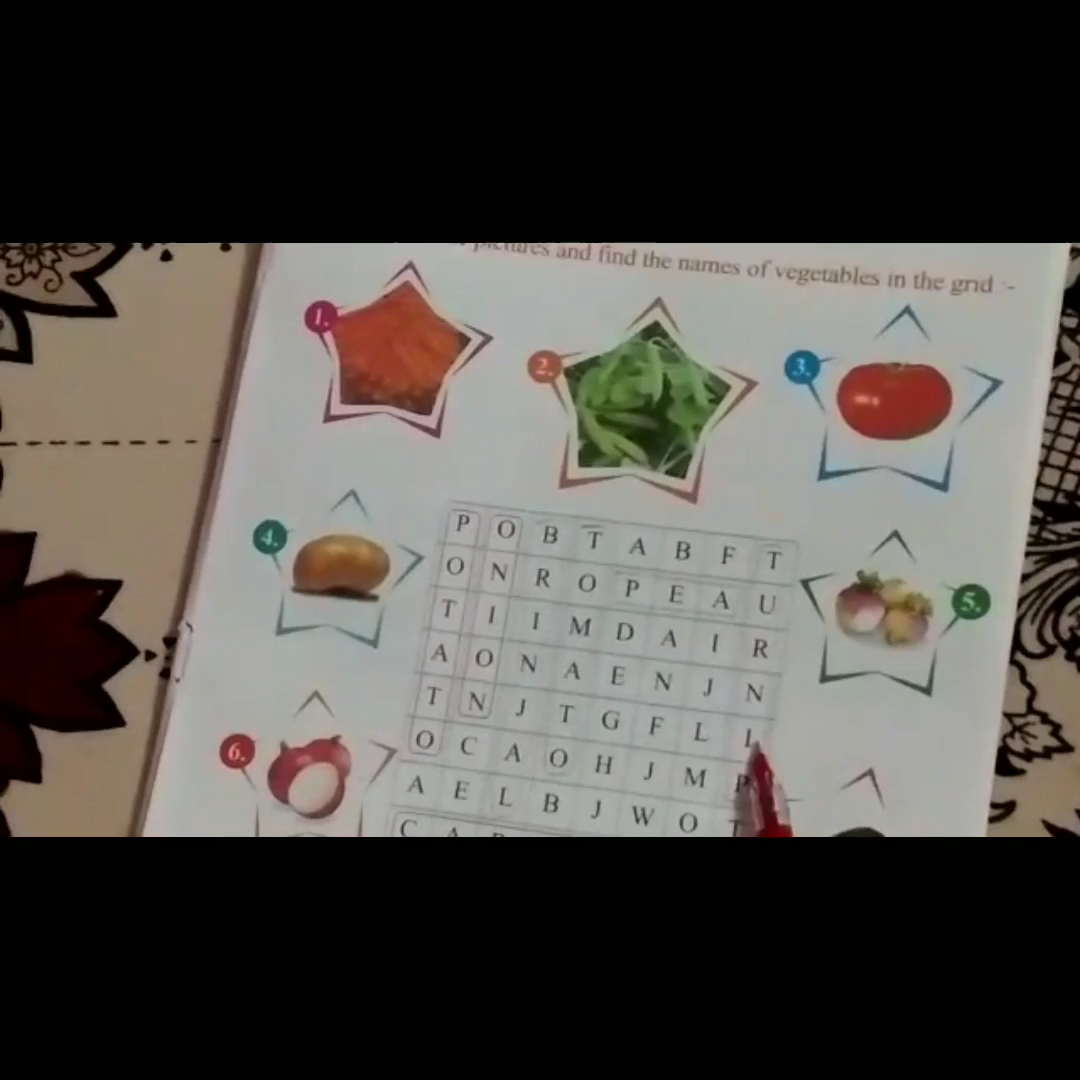 pictures and find the names of vegetables in the grid :-
1.
2.
3.
4.
5.
6.
P O B T A B F T
O N R O P E A U
T I I M D A I R
A O N A E N J N
T N J T G F L I
O C A O H J M P
A E L B J W O T
C A